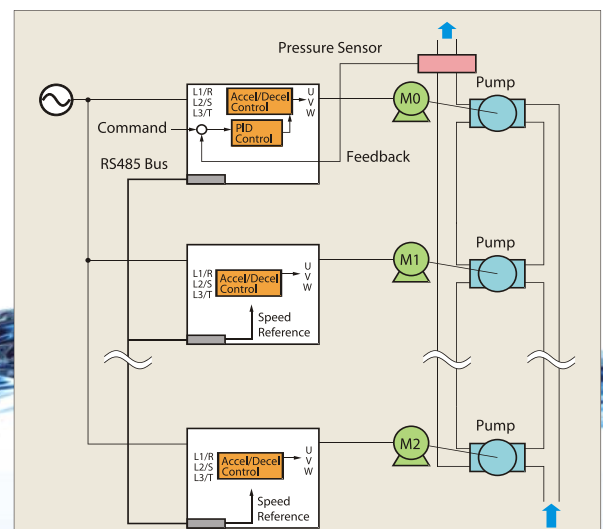 Pressure Sensor
Pump
L1/R
L2/S
L3/T
Accel/Decel
Control
U
V
W
M0
Command
PID
Control
RS485 Bus
Feedback
Pump
L1/R
L2/S
L3/T
Accel/Decel
Control
U
V
W
M1
Speed
Reference
Pump
L1/R
L2/S
L3/T
Accel/Decel
Control
U
V
W
M2
Speed
Reference